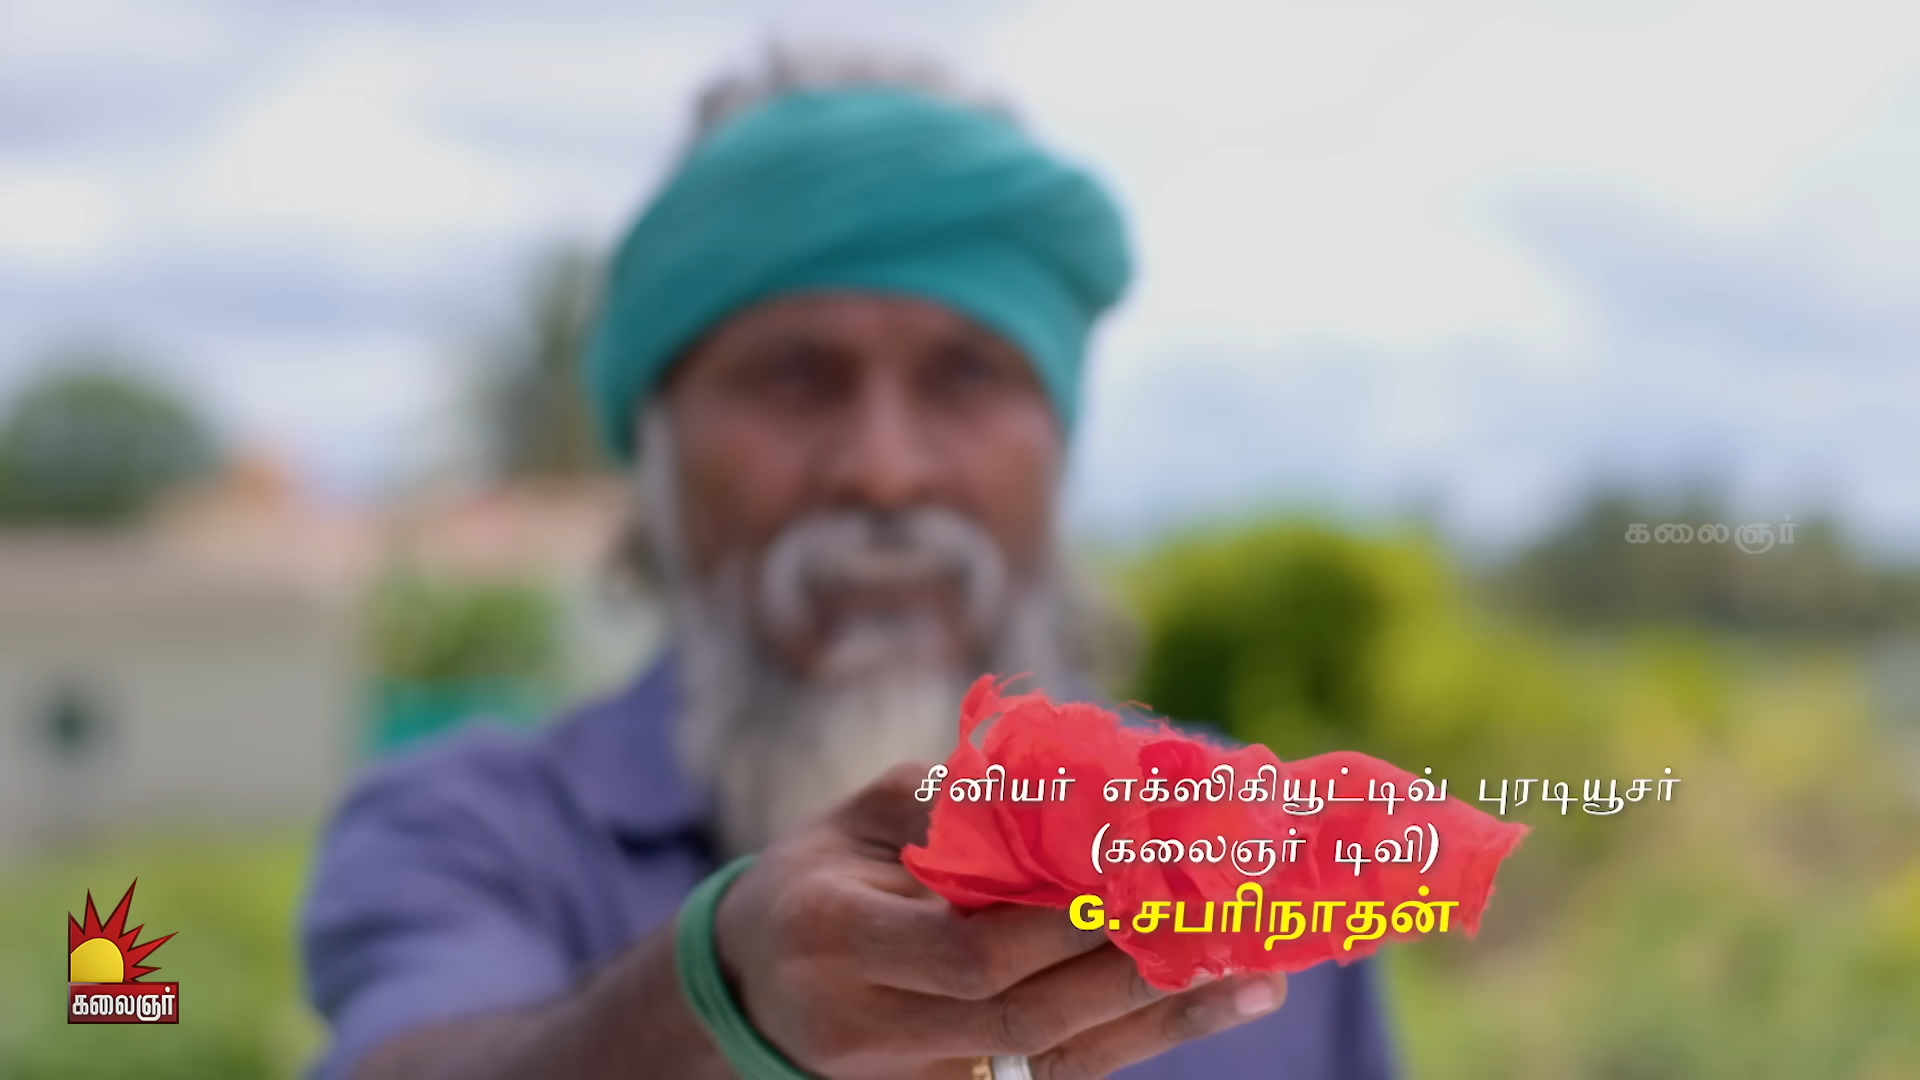 கலைஞர்
சீனியர் எக்ஸிகியூட்டிவ் புரடியூசர்
(கலைஞர் டிவி)
G. சபரிநாதன்
கலைஞர்